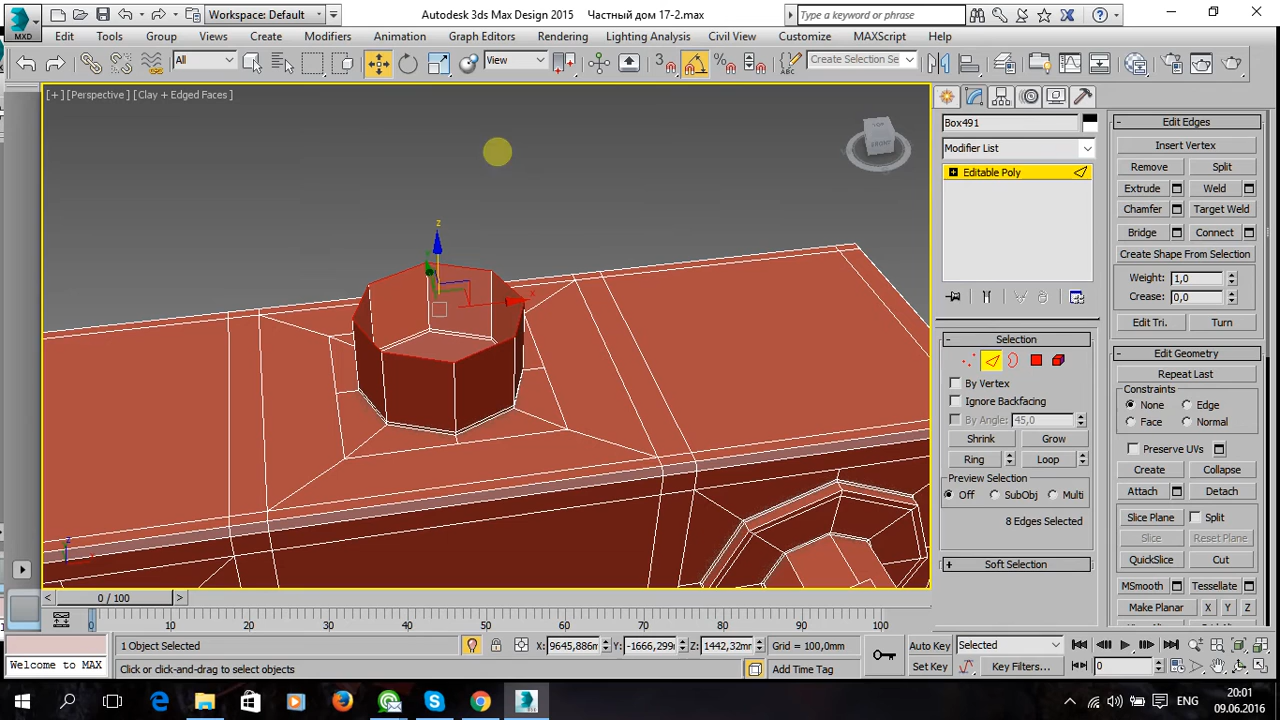 MXD
Workspace: Default
Autodesk 3ds Max Design 2015 Частный дом 17-2.max
Type a keyword or phrase
Edit Tools Group Views Create Modifiers Animation Graph Editors Rendering Lighting Analysis Civil View Customize MAXScript Help
All
View
3
Create Selection Se
[+] [Perspective] [Clay + Edged Faces]
FRONT
z
x
Box491
Modifier List
Editable Poly
Selection
By Vertex
Ignore Backfacing
By Angle: 45,0
Shrink Grow
Ring Loop
Preview Selection
Off SubObj Multi
8 Edges Selected
Soft Selection
Edit Edges
Insert Vertex
Remove Split
Extrude Weld
Chamfer Target Weld
Bridge Connect
Create Shape From Selection
Weight: 1,0
Crease: 0,0
Edit Tri. Turn
Edit Geometry
Repeat Last
Constraints
None Edge
Face Normal
Preserve UVs
Create Collapse
Attach Detach
Slice Plane Split
Slice Reset Plane
QuickSlice Cut
MSmooth Tessellate
Make Planar X Y Z
0 / 100
0 10 20 30 40 50 60 70 80 90 100
1 Object Selected
X: 9645,886m Y: -1666,299m Z: 1442,32mm Grid = 100,0mm
Auto Key Selected
Welcome to MAX
Click or click-and-drag to select objects
Add Time Tag
Set Key Key Filters... 0
ENG
20:01
09.06.2016